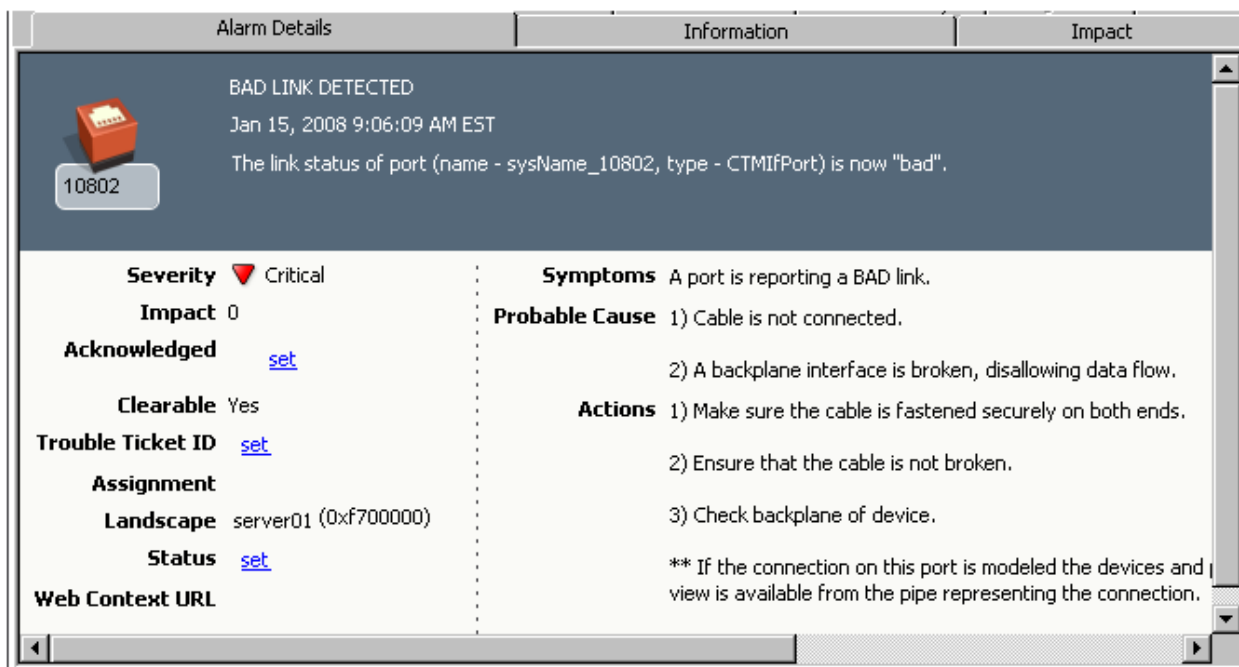 Alarm Details
Information
Impact
BAD LINK DETECTED
Jan 15, 2008 9:06:09 AM EST
The link status of port (name - sysName_10802, type - CTMIfPort) is now "bad".
10802
Severity Critical
Impact 0
Acknowledged set
Clearable Yes
Trouble Ticket ID set
Assignment
Landscape server01 (0xf700000)
Status set
Web Context URL
Symptoms A port is reporting a BAD link.
Probable Cause 1) Cable is not connected.
2) A backplane interface is broken, disallowing data flow.
Actions 1) Make sure the cable is fastened securely on both ends.
2) Ensure that the cable is not broken.
3) Check backplane of device.
** If the connection on this port is modeled the devices and
view is available from the pipe representing the connection.